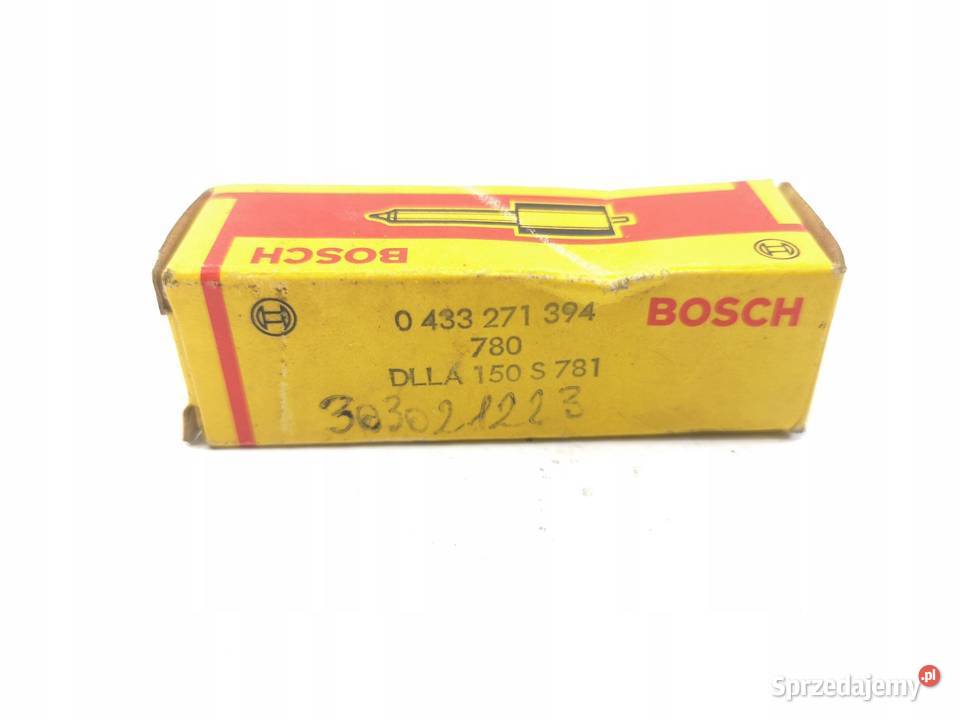 BOSCH
0 433 271 394
BOSCH
780
DLLA 150 S 781
303021223
Sprzedajemy.pl